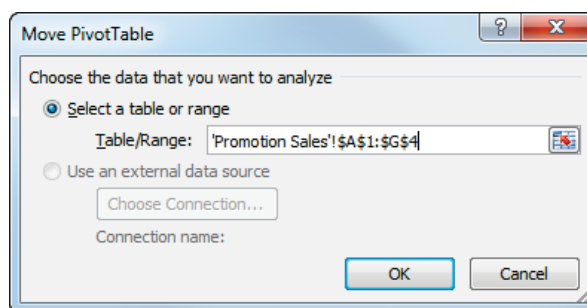 Move PivotTable
Choose the data that you want to analyze
Select a table or range
Table/Range: 'Promotion Sales'!$A$1:$G$4
Use an external data source
Choose Connection...
Connection name:
OK Cancel